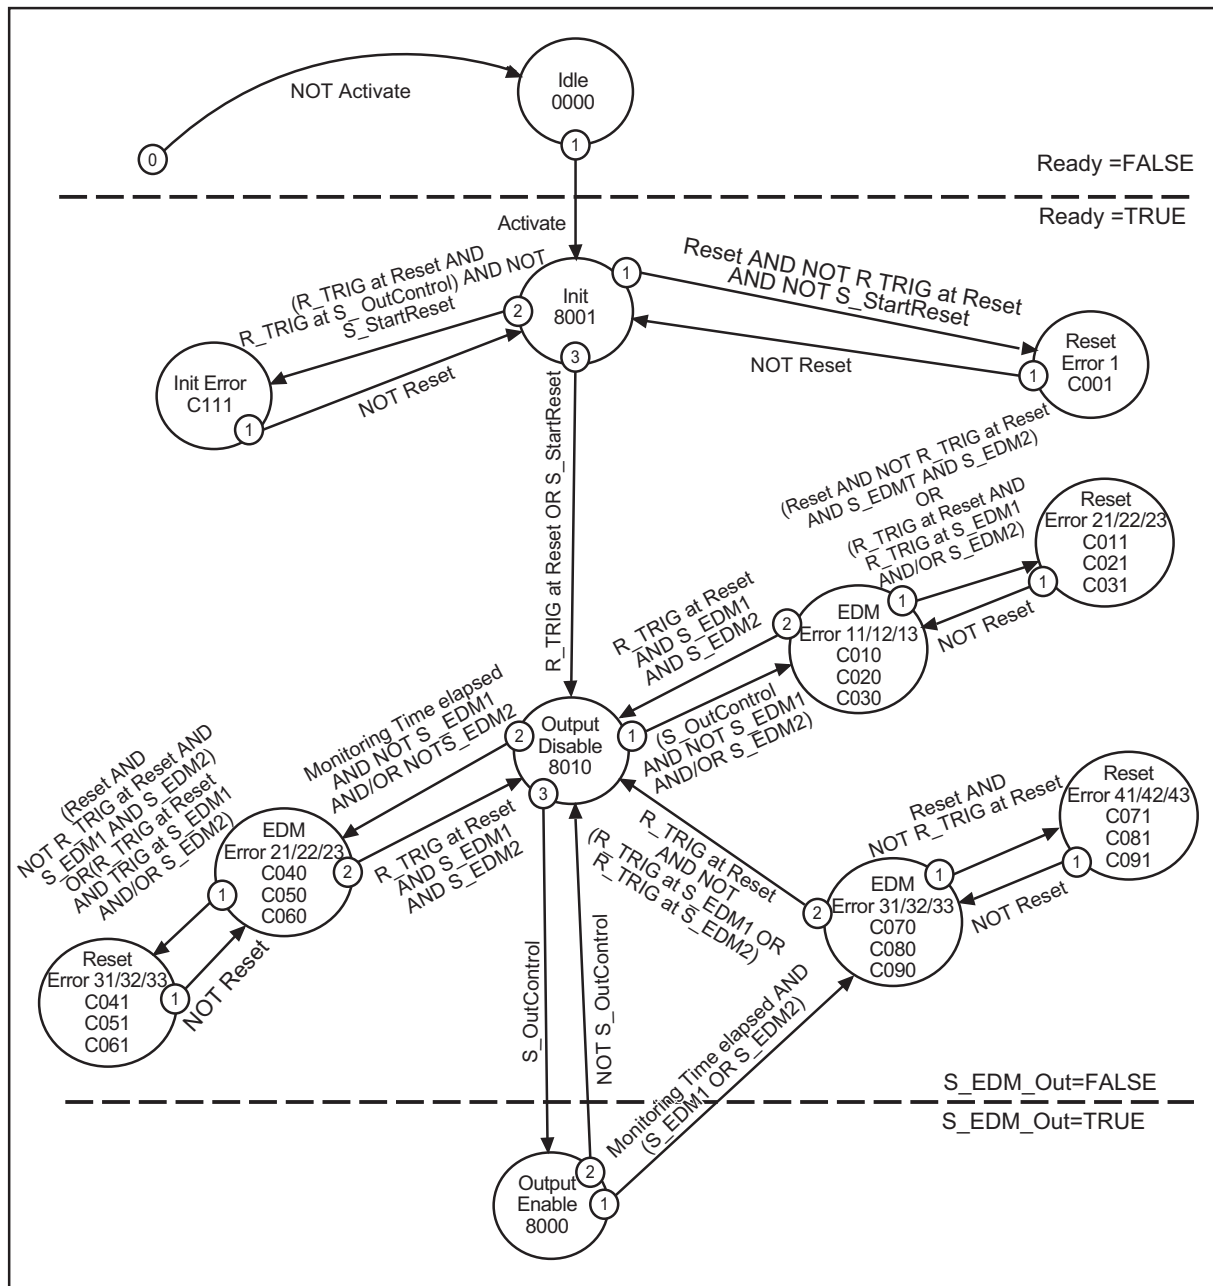 NOT Activate
Idle
0000
1
0
Ready =FALSE
Ready =TRUE
Activate
(R_TRIG at Reset AND
R_TRIG at S_ OutControl) AND NOT
S_StartReset
1
Reset AND NOT R TRIG at Reset
AND NOT S_StartReset
2
Init
8001
3
Reset
Error 1
C001
1
NOT Reset
Init Error
C111
1
NOT Reset
R_TRIG at Reset OR S_StartReset
(Reset AND NOT R_TRIG at Reset
AND S_EDMT AND S_EDM2)
OR
(R_TRIG at Reset AND
R_TRIG at S_EDM1
AND/OR S_EDM2)
Reset
Error 21/22/23
C011
C021
C031
1
NOT Reset
1
2
EDM
Error 11/12/13
C010
C020
C030
R_TRIG at Reset
AND S_EDM1
AND S_EDM2
(S_OutControl
AND NOT S_EDM1
AND/OR S_EDM2)
Output
Disable
8010
1
2
3
Monitoring Time elapsed
AND NOT S_EDM1
AND/OR NOTS_EDM2
(Reset AND
NOT R_TRIG at Reset AND
S_EDM1 AND S_EDM2)
OR(R_TRIG at Reset
AND TRIG at S_EDM1
AND/OR S_EDM2)
EDM
Error 21/22/23
C040
C050
C060
2
1
R_TRIG at Reset
AND S_EDM1
AND S_EDM2
Reset
Error 31/32/33
C041
C051
C061
1
NOT Reset
R_TRIG at Reset
AND NOT
(R_TRIG at S_EDM1 OR
R_TRIG at S_EDM2)
Reset AND
NOT R_TRIG at Reset
Reset
Error 41/42/43
C071
C081
C091
1
NOT Reset
1
2
EDM
Error 31/32/33
C070
C080
C090
S_OutControl
NOT S_OutControl
Monitoring Time elapsed AND
(S_EDM1 OR S_EDM2)
S_EDM_Out=FALSE
S_EDM_Out=TRUE
2
1
Output
Enable
8000